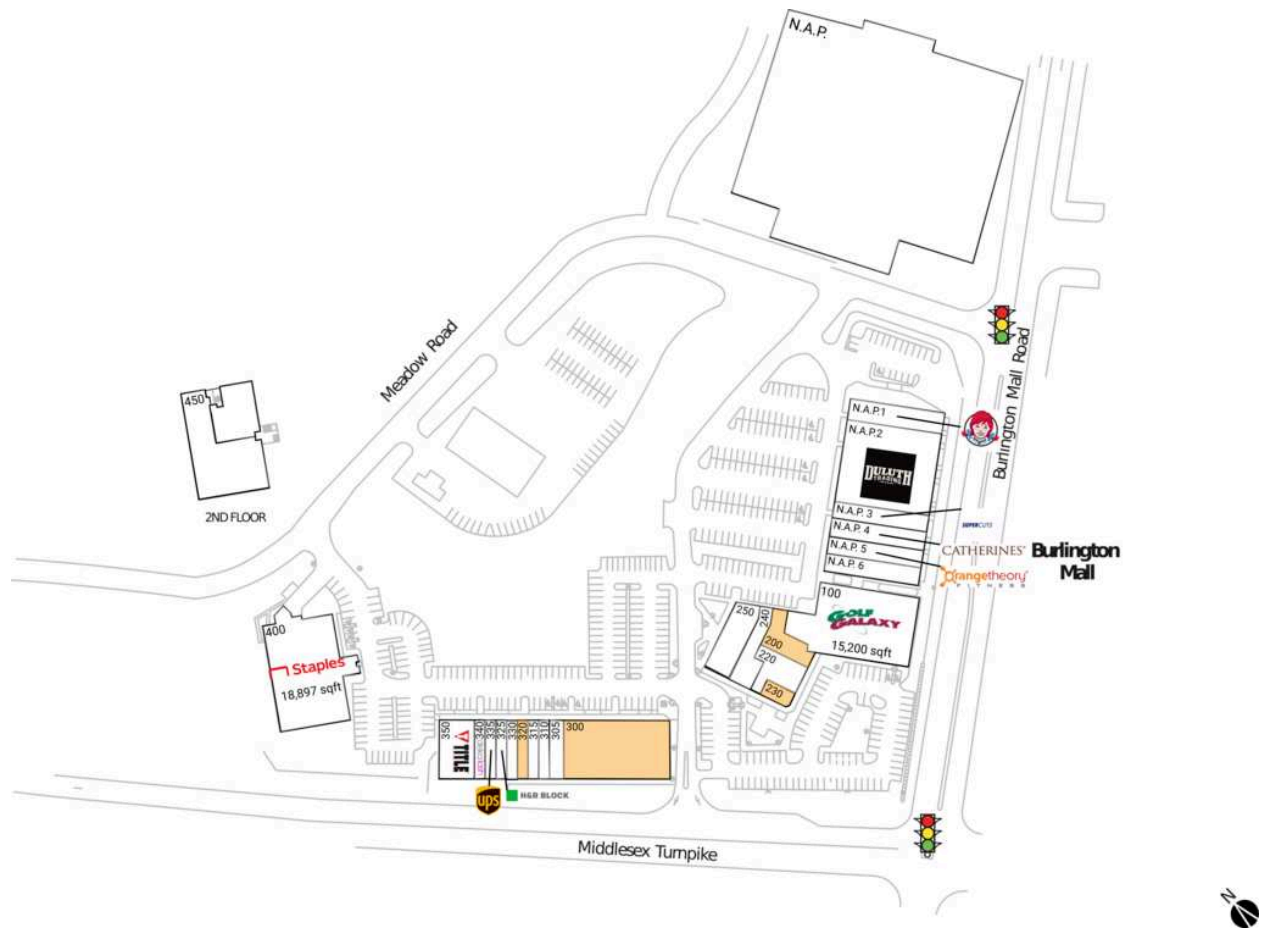 N.A.P.
Meadow Road
Burlington Mall Road
450
2ND FLOOR
N.A.P.1
N.A.P.2
DULUTH
TRADING
N.A.P. 3
N.A.P. 4
N.A.P. 5
N.A.P. 6
SUPERCUTS
CATHERINES
Orangetheory
FITNESS
Burlington
Mall
100
GOLF
GALAXY
15,200 sqft
250
240
200
220
230
400
Staples
18,897 sqft
350
TITLE
340
335
325
330
320
315
310
305
300
ups
H&R BLOCK
Middlesex Turnpike
N